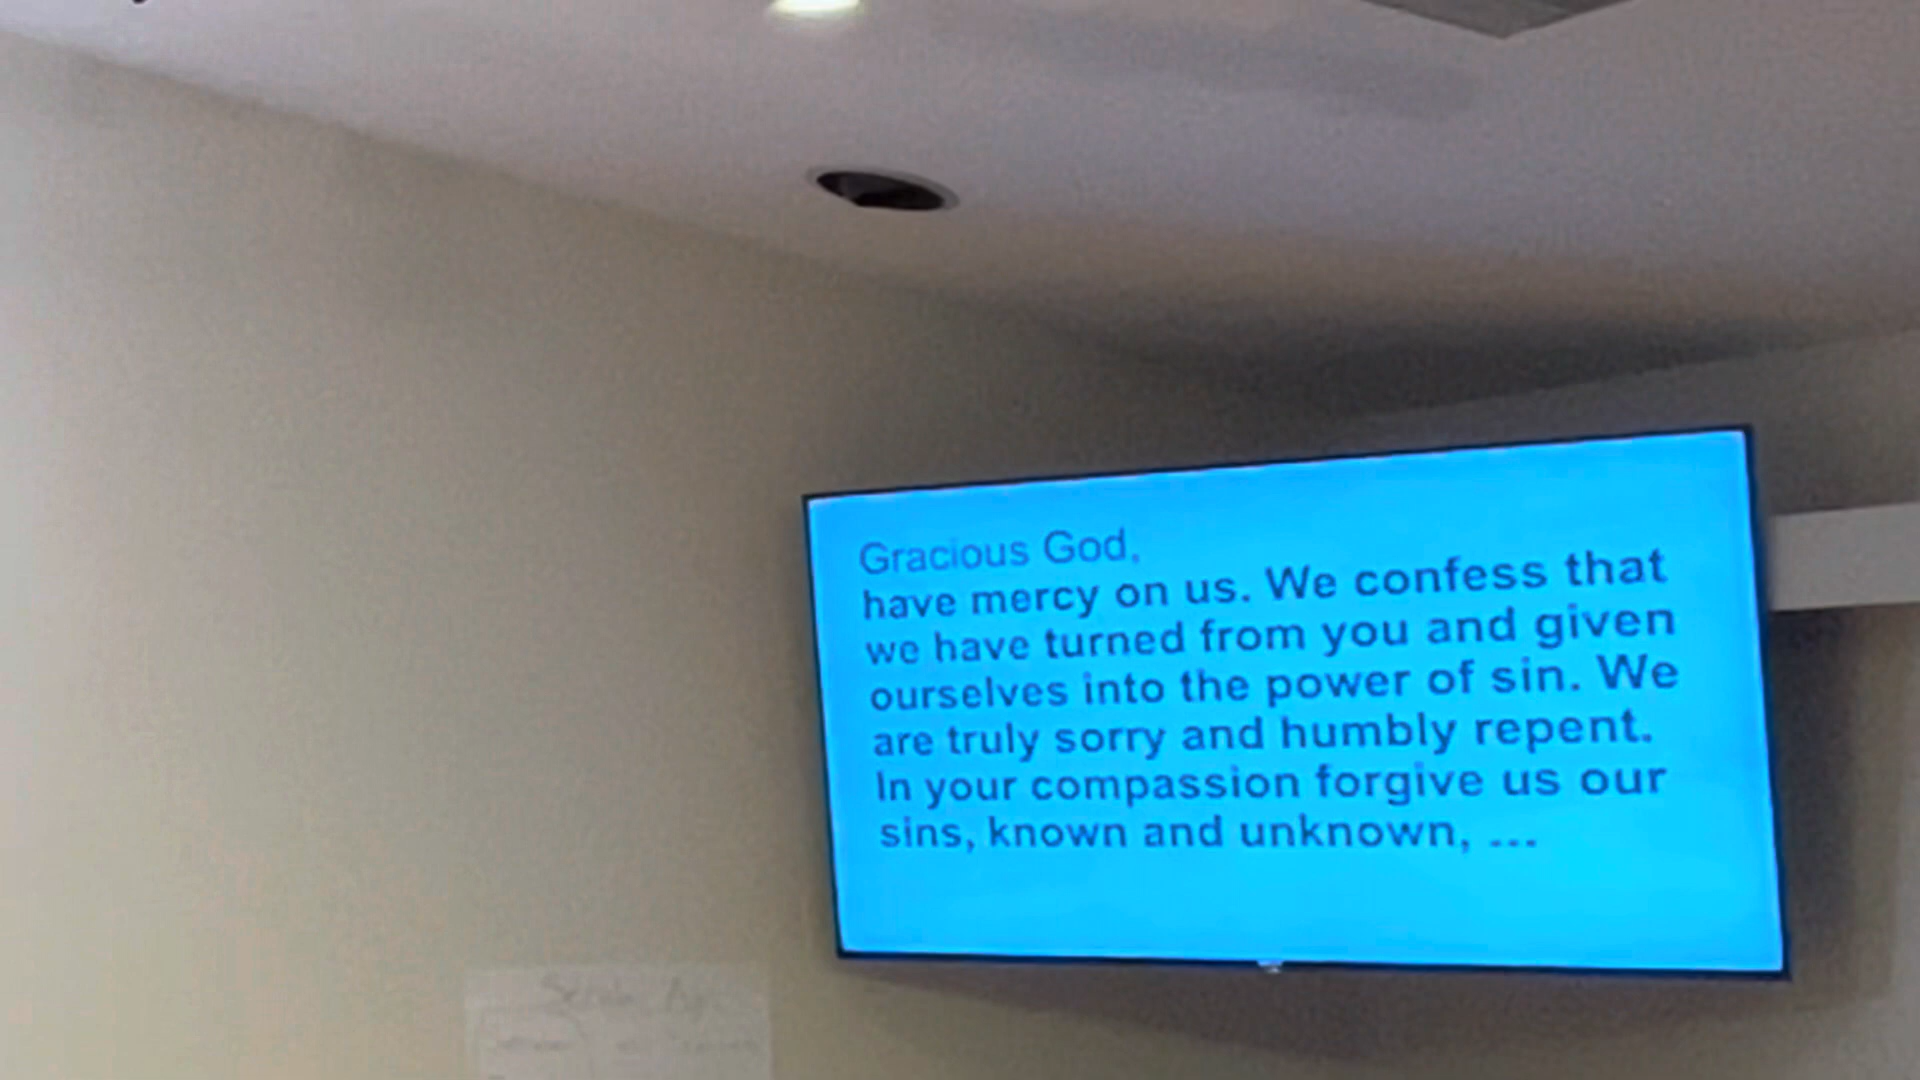 Gracious God,
have mercy on us. We confess that
we have turned from you and given
ourselves into the power of sin. We
are truly sorry and humbly repent.
In your compassion forgive us our
sins, known and unknown, ...